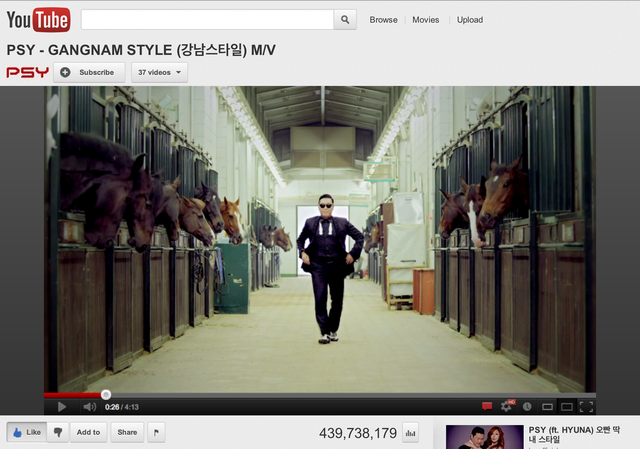 YouTube
Browse
Movies
Upload
PSY - GANGNAM STYLE (강남스타일) M/V
PSY
Subscribe
37 videos
0:26 / 4:13
HD
Like
Add to
Share
439,738,179
PSY (ft. HYUNA) 오빤 딱
내 스타일